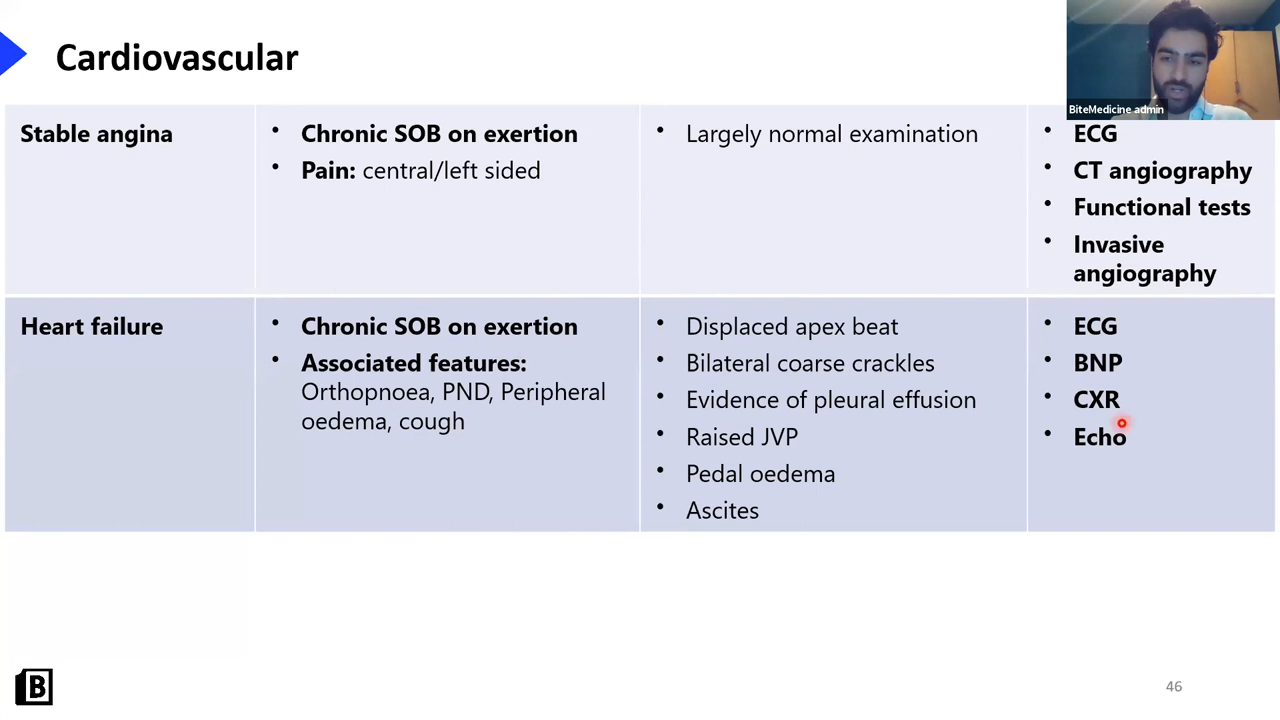 Cardiovascular
BiteMedicine admin
Stable angina
• Chronic SOB on exertion
• Pain: central/left sided
• Largely normal examination
• ECG
• CT angiography
• Functional tests
• Invasive
angiography
Heart failure
• Chronic SOB on exertion
• Associated features:
Orthopnoea, PND, Peripheral
oedema, cough
• Displaced apex beat
• Bilateral coarse crackles
• Evidence of pleural effusion
• Raised JVP
• Pedal oedema
• Ascites
• ECG
• BNP
• CXR
• Echo
B
46